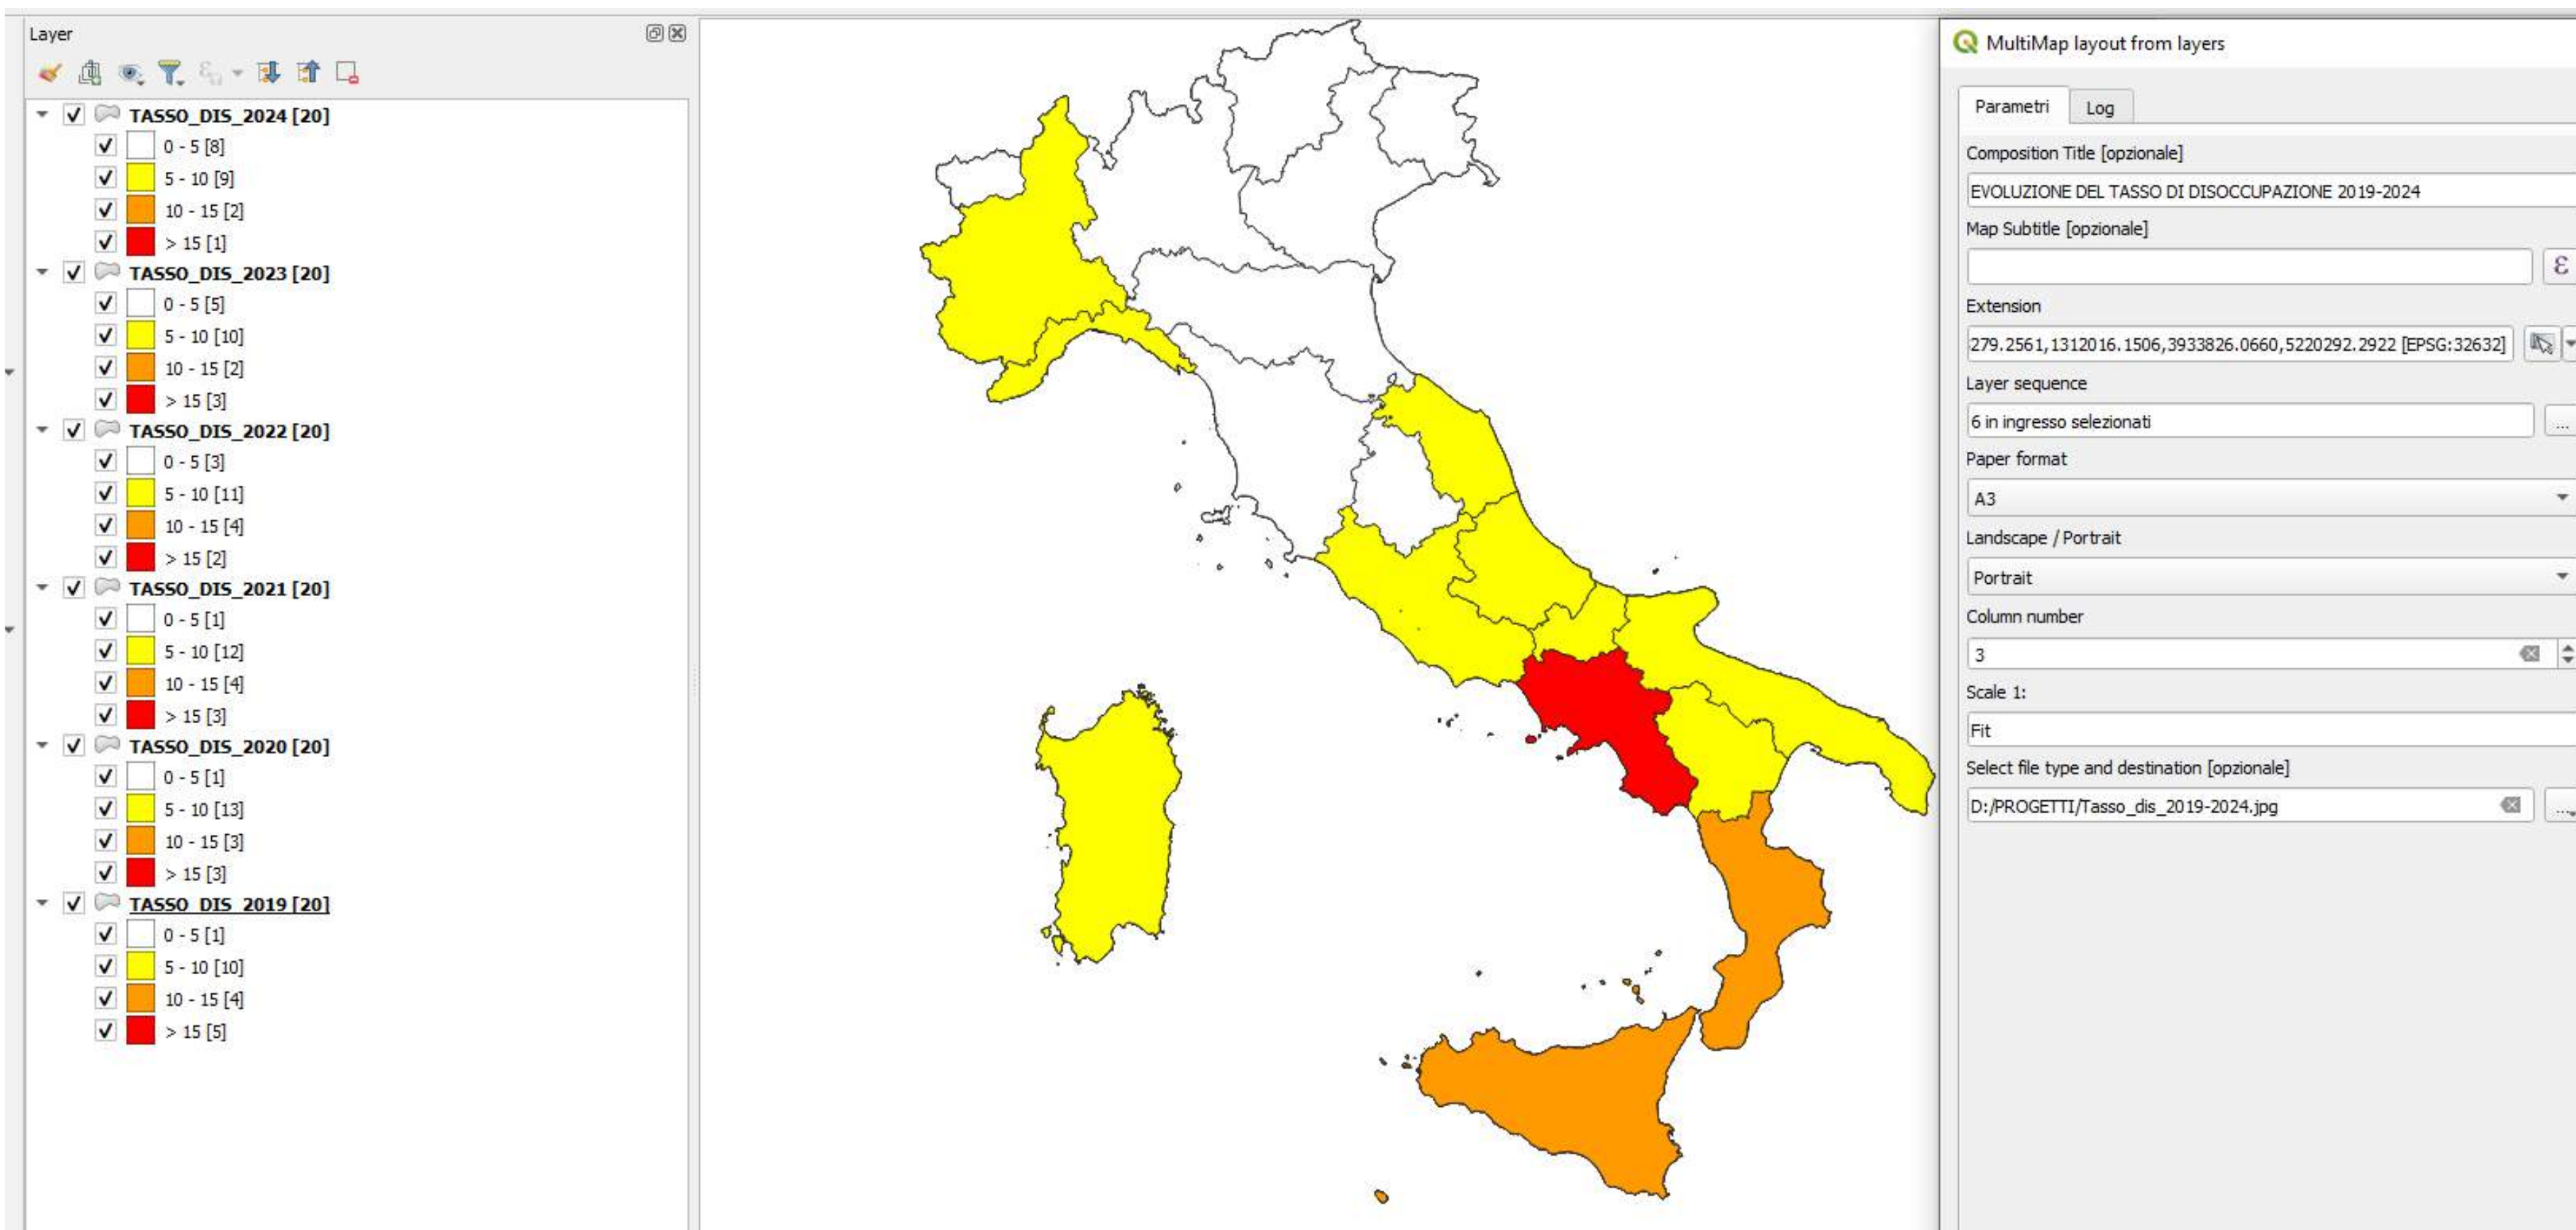 Layer
TASSO_DIS_2024 [20]
0 - 5 [8]
5 - 10 [9]
10 - 15 [2]
> 15 [1]
TASSO_DIS_2023 [20]
0 - 5 [5]
5 - 10 [10]
10 - 15 [2]
> 15 [3]
TASSO_DIS_2022 [20]
0 - 5 [3]
5 - 10 [11]
10 - 15 [4]
> 15 [2]
TASSO_DIS_2021 [20]
0 - 5 [1]
5 - 10 [12]
10 - 15 [4]
> 15 [3]
TASSO_DIS_2020 [20]
0 - 5 [1]
5 - 10 [13]
10 - 15 [3]
> 15 [3]
TASSO_DIS_2019 [20]
0 - 5 [1]
5 - 10 [10]
10 - 15 [4]
> 15 [5]
MultiMap layout from layers
Parametri Log
Composition Title [opzionale]
EVOLUZIONE DEL TASSO DI DISOCCUPAZIONE 2019-2024
Map Subtitle [opzionale]
ε
Extension
279.2561,1312016.1506,3933826.0660,5220292.2922 [EPSG:32632]
Layer sequence
6 in ingresso selezionati
...
Paper format
A3
Landscape / Portrait
Portrait
Column number
3
Scale 1:
Fit
Select file type and destination [opzionale]
D:/PROGETTI/Tasso_dis_2019-2024.jpg
...